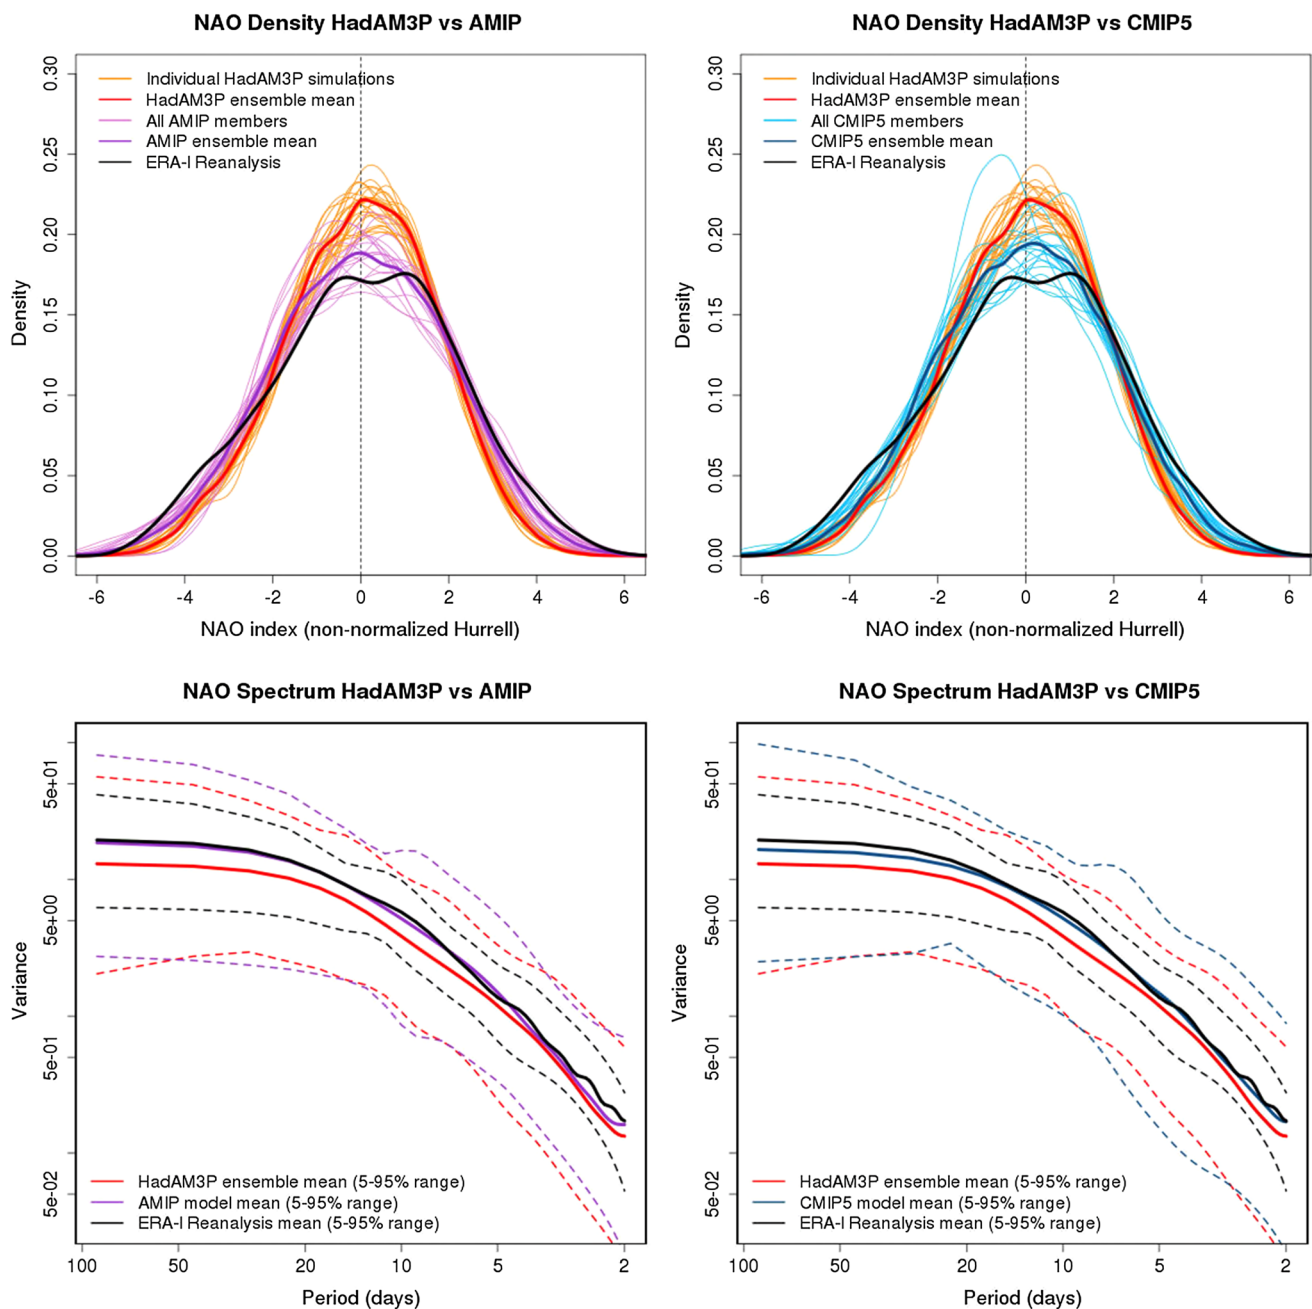 NAO Density HadAM3P vs AMIP
Individual HadAM3P simulations
HadAM3P ensemble mean
All AMIP members
AMIP ensemble mean
ERA-I Reanalysis
Density
0.30
0.25
0.20
0.15
0.10
0.05
0.00
-6 -4 -2 0 2 4 6
NAO index (non-normalized Hurrell)
NAO Density HadAM3P vs CMIP5
Individual HadAM3P simulations
HadAM3P ensemble mean
All CMIP5 members
CMIP5 ensemble mean
ERA-I Reanalysis
Density
0.30
0.25
0.20
0.15
0.10
0.05
0.00
-6 -4 -2 0 2 4 6
NAO index (non-normalized Hurrell)
NAO Spectrum HadAM3P vs AMIP
Variance
5e+01
5e+00
5e-01
5e-02
HadAM3P ensemble mean (5-95% range)
AMIP model mean (5-95% range)
ERA-I Reanalysis mean (5-95% range)
100 50 20 10 5 2
Period (days)
NAO Spectrum HadAM3P vs CMIP5
Variance
5e+01
5e+00
5e-01
5e-02
HadAM3P ensemble mean (5-95% range)
CMIP5 model mean (5-95% range)
ERA-I Reanalysis mean (5-95% range)
100 50 20 10 5 2
Period (days)